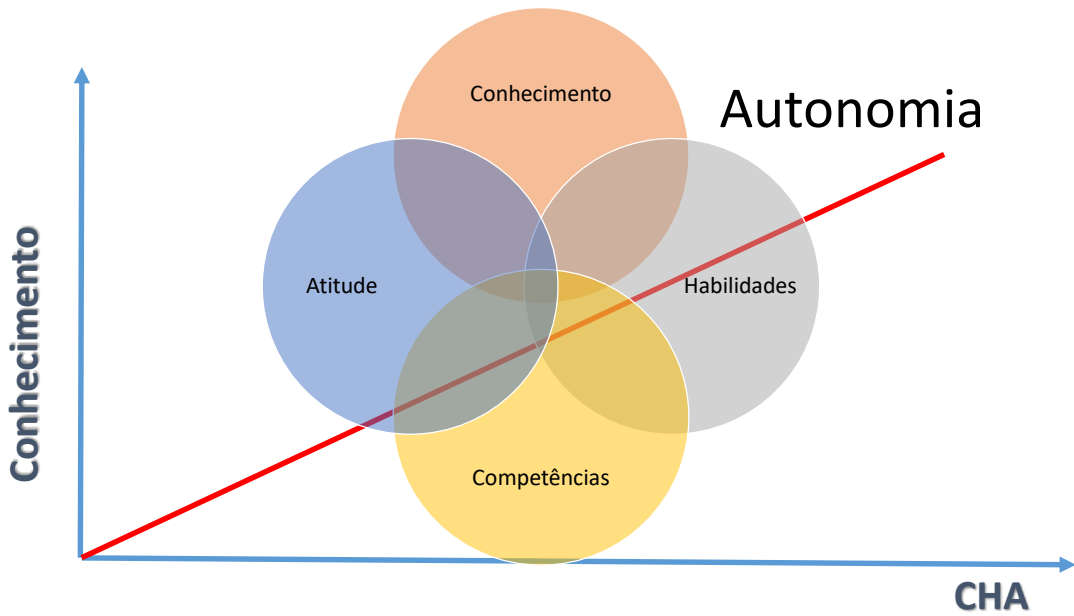 Conhecimento
Autonomia
Conhecimento
Atitude
Habilidades
Competências
CHA